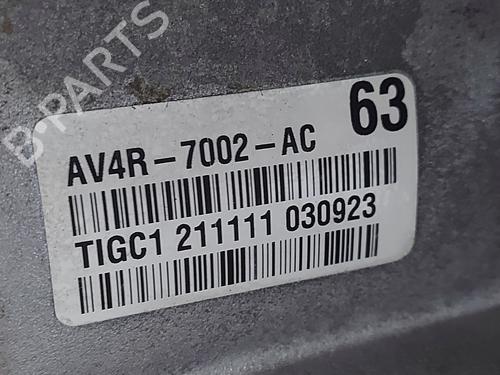 63
AV4R-7002-AC
TIGC1 211111 030923
B-PARTS